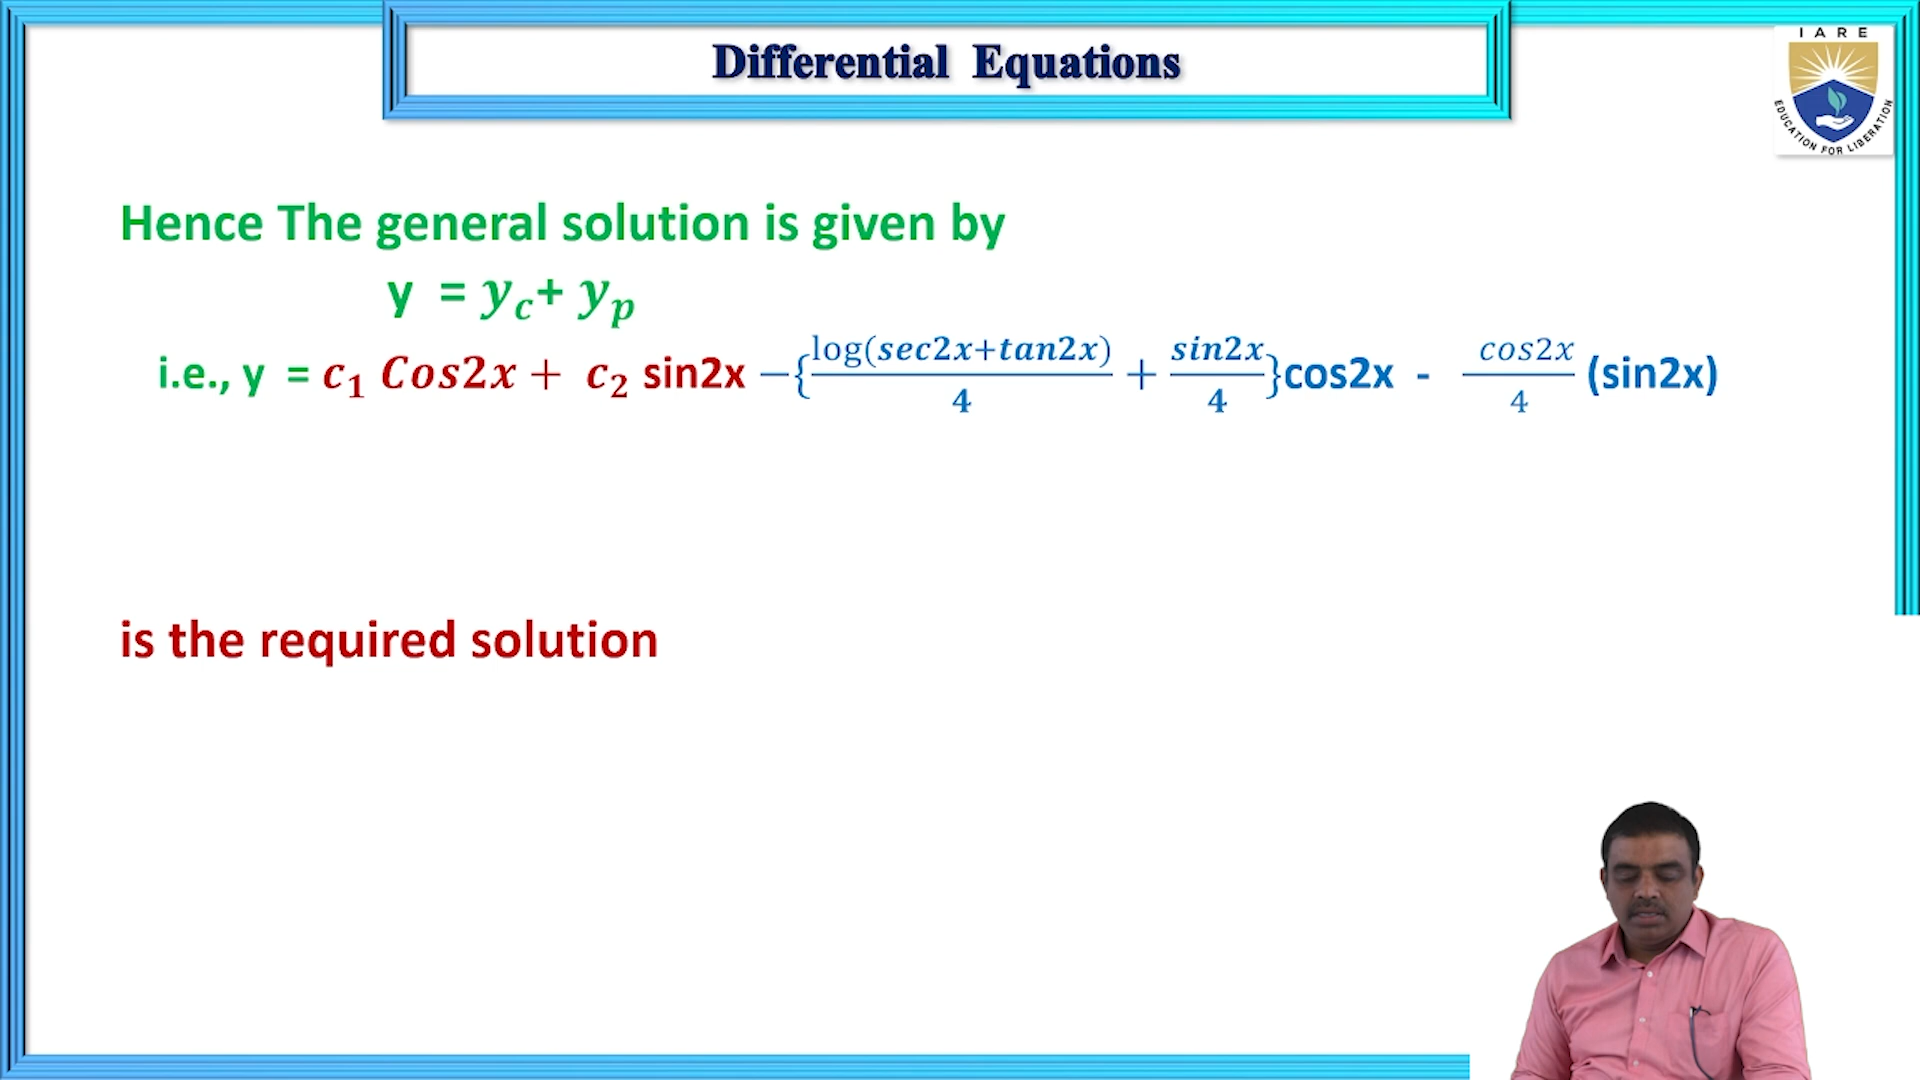 Differential Equations
I A R E
EDUCATION FOR LIBERATION
Hence The general solution is given by
y = y_c + y_p
i.e., y = c_1 Cos2x + c_2 sin2x −{log(sec2x+tan2x)/4 + sin2x/4}cos2x - cos2x/4 (sin2x)
is the required solution